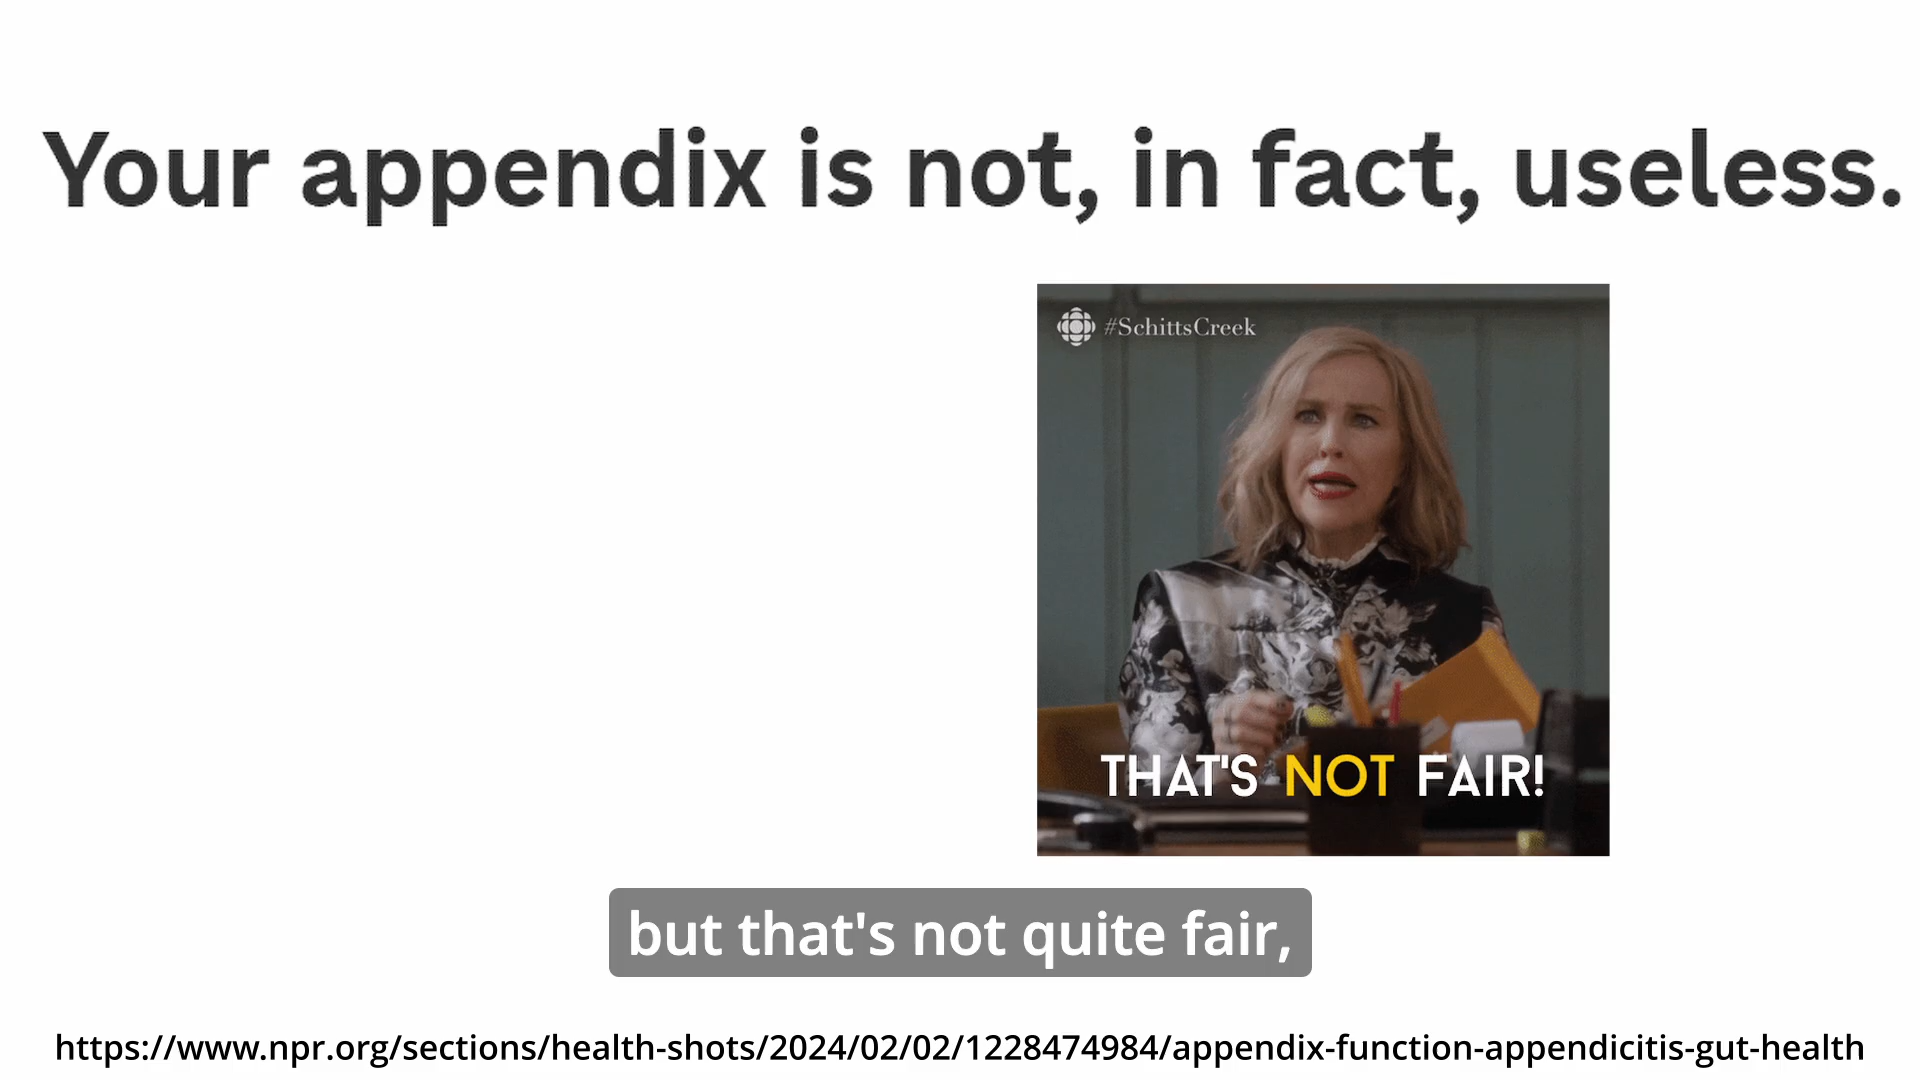 Your appendix is not, in fact, useless.
#SchittsCreek
THAT'S NOT FAIR!
but that's not quite fair,
https://www.npr.org/sections/health-shots/2024/02/02/1228474984/appendix-function-appendicitis-gut-health